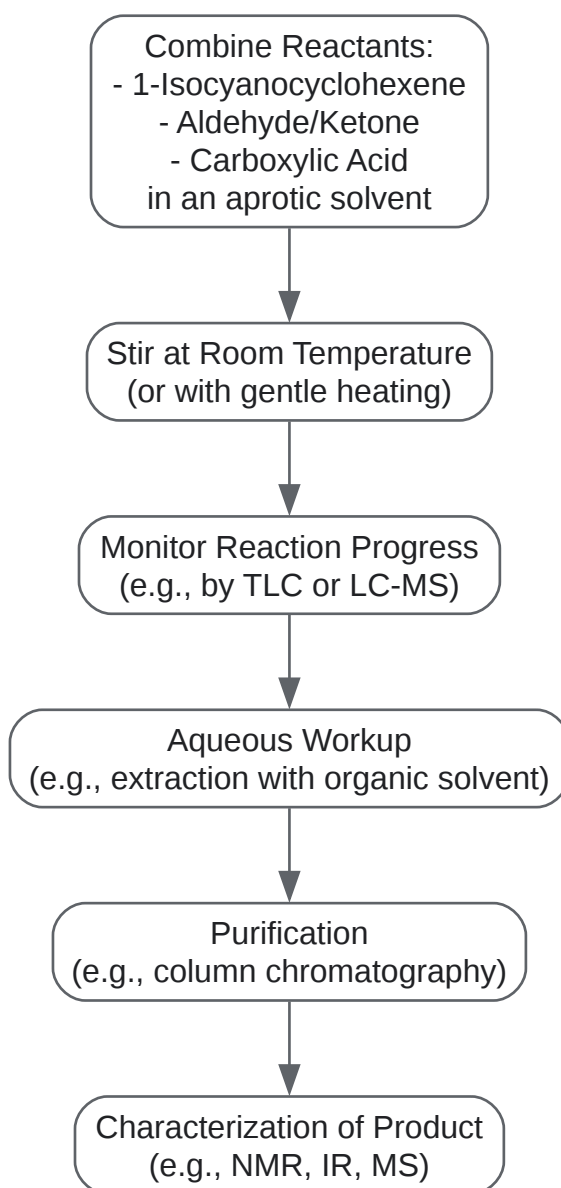 Combine Reactants:
- 1-Isocyanocyclohexene
- Aldehyde/Ketone
- Carboxylic Acid
in an aprotic solvent
Stir at Room Temperature
(or with gentle heating)
Monitor Reaction Progress
(e.g., by TLC or LC-MS)
Aqueous Workup
(e.g., extraction with organic solvent)
Purification
(e.g., column chromatography)
Characterization of Product
(e.g., NMR, IR, MS)